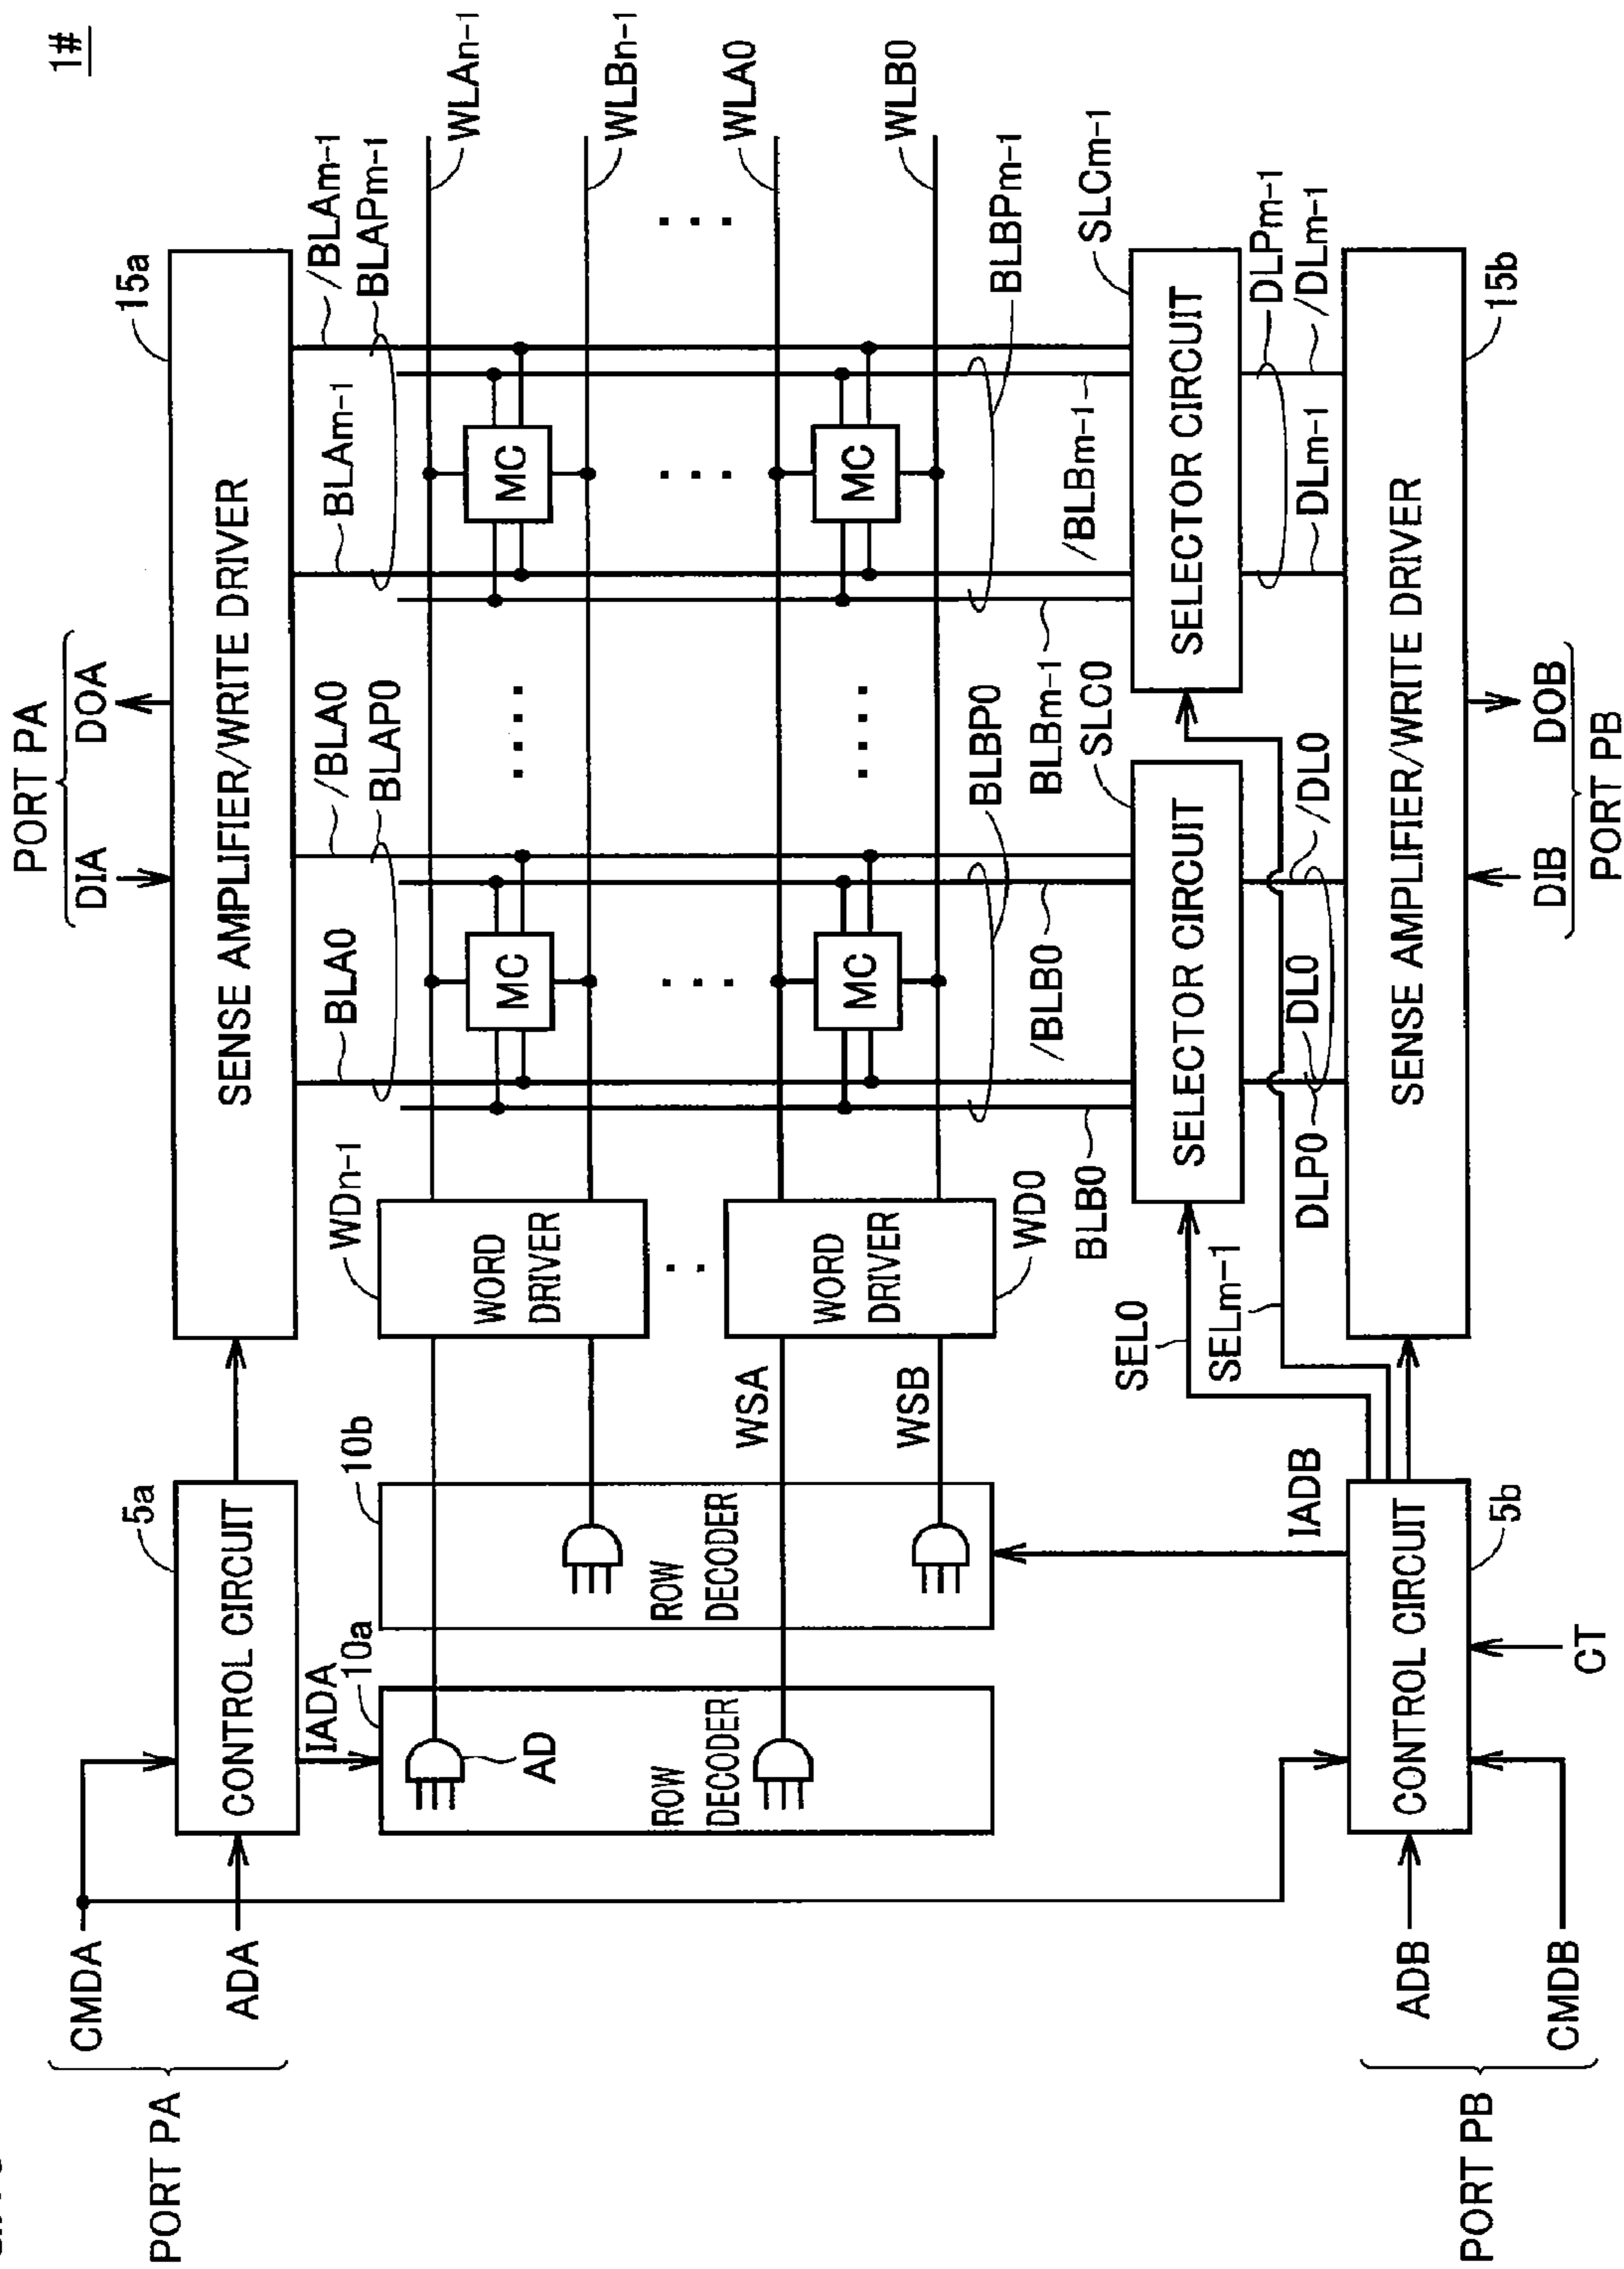 1#
PORT PA
DIA
DOA
15a
SENSE AMPLIFIER/WRITE DRIVER
PORT PA
CMDA
ADA
5a
CONTROL CIRCUIT
IADA
BLA0
/BLA0
BLAP0
BLAm-1
/BLAm-1
BLAPm-1
WLAn-1
WLBn-1
WLA0
WLB0
10a
10b
AD
ROW
DECODER
ROW
DECODER
WDn-1
WORD
DRIVER
WORD
DRIVER
WD0
WSA
WSB
MC
MC
MC
MC
BLB0
/BLB0
BLBP0
BLBm-1
/BLBm-1
BLBPm-1
SEL0
SELm-1
SLC0
SELECTOR CIRCUIT
SLCm-1
SELECTOR CIRCUIT
DLP0
DL0
/DL0
DLm-1
DLPm-1
/DLm-1
IADB
CONTROL CIRCUIT
5b
CT
SENSE AMPLIFIER/WRITE DRIVER
15b
PORT PB
ADB
CMDB
DIB
DOB
PORT PB